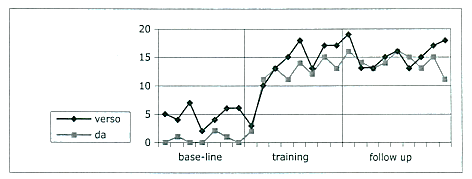 20
15
10
5
0
verso
da
base-line
training
follow up